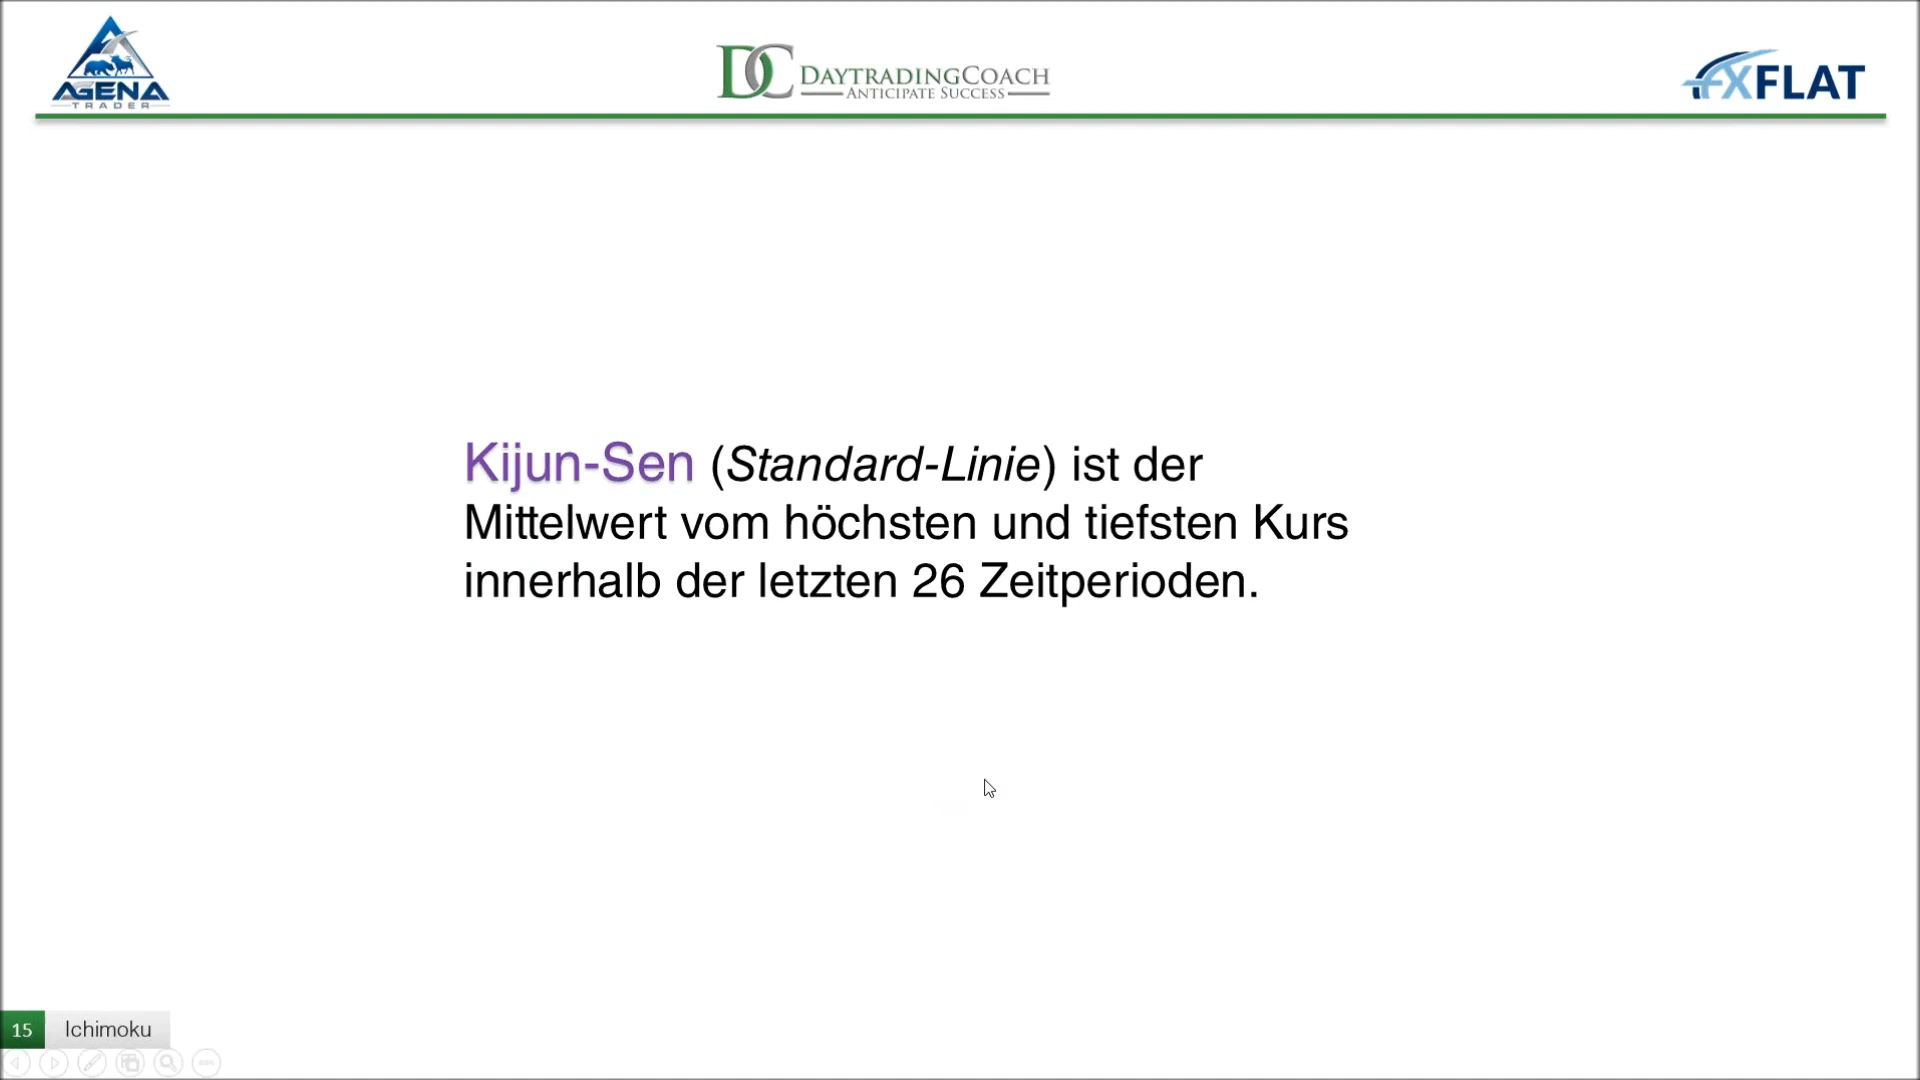 AGENA
TRADER
DC DAYTRADINGCOACH
ANTICIPATE SUCCESS
FXFLAT
Kijun-Sen (Standard-Linie) ist der
Mittelwert vom höchsten und tiefsten Kurs
innerhalb der letzten 26 Zeitperioden.
15 Ichimoku